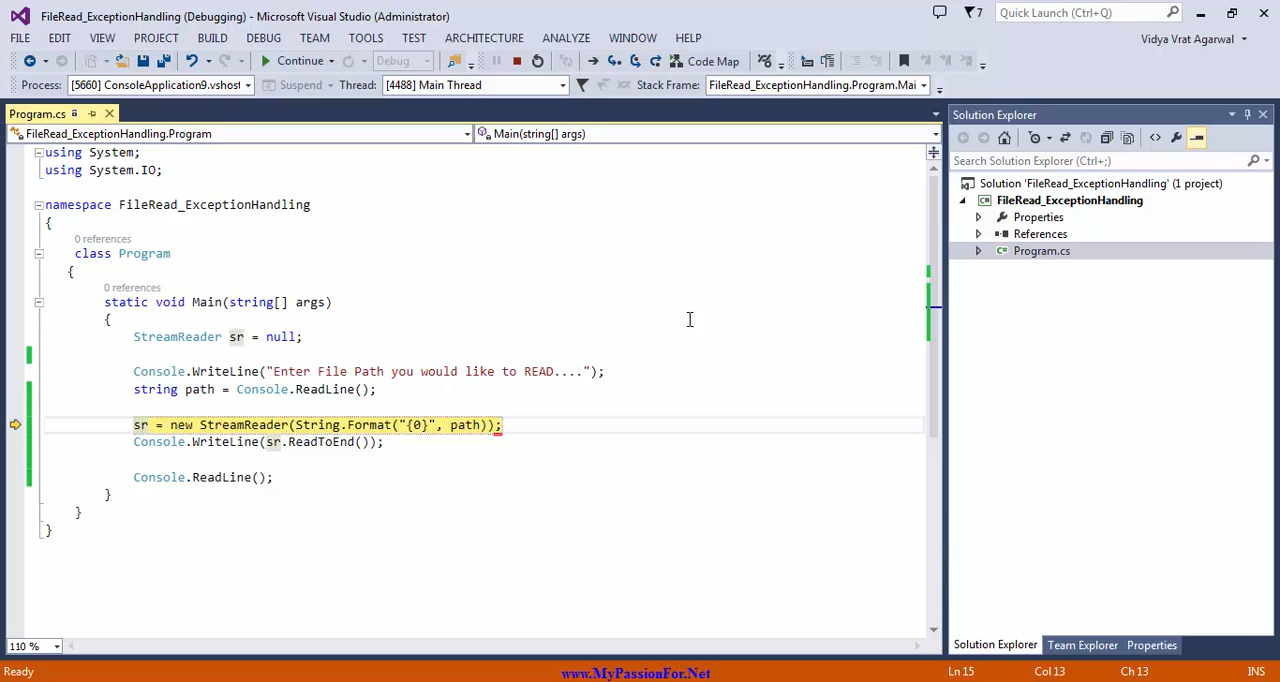 FileRead_ExceptionHandling (Debugging) - Microsoft Visual Studio (Administrator)
7
Quick Launch (Ctrl+Q)
FILE EDIT VIEW PROJECT BUILD DEBUG TEAM TOOLS TEST ARCHITECTURE ANALYZE WINDOW HELP
Vidya Vrat Agarwal
Continue Debug Code Map
Process: [5660] ConsoleApplication9.vshost Suspend Thread: [4488] Main Thread Stack Frame: FileRead_ExceptionHandling.Program.Mai
Program.cs
FileRead_ExceptionHandling.Program Main(string[] args)
using System;
using System.IO;
namespace FileRead_ExceptionHandling
{
0 references
class Program
{
0 references
static void Main(string[] args)
{
StreamReader sr = null;
Console.WriteLine("Enter File Path you would like to READ....");
string path = Console.ReadLine();
sr = new StreamReader(String.Format("{0}", path));
Console.WriteLine(sr.ReadToEnd());
Console.ReadLine();
}
}
}
110 %
Solution Explorer
Search Solution Explorer (Ctrl+;)
Solution 'FileRead_ExceptionHandling' (1 project)
FileRead_ExceptionHandling
Properties
References
Program.cs
Solution Explorer Team Explorer Properties
Ready
www.MyPassionFor.Net
Ln 15 Col 13 Ch 13 INS